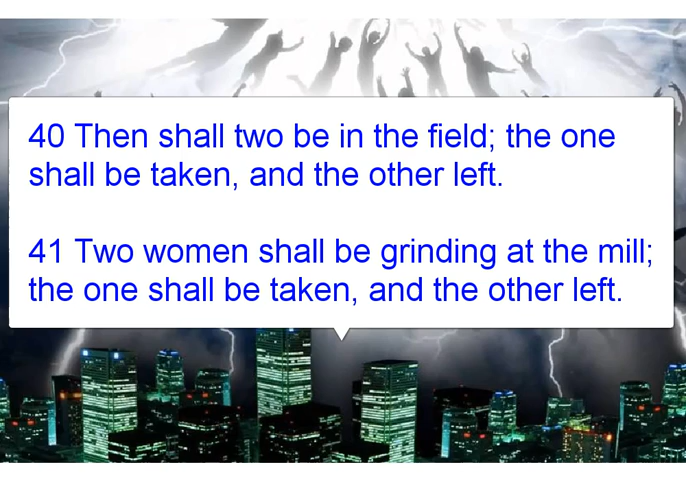 40 Then shall two be in the field; the one
shall be taken, and the other left.
41 Two women shall be grinding at the mill;
the one shall be taken, and the other left.